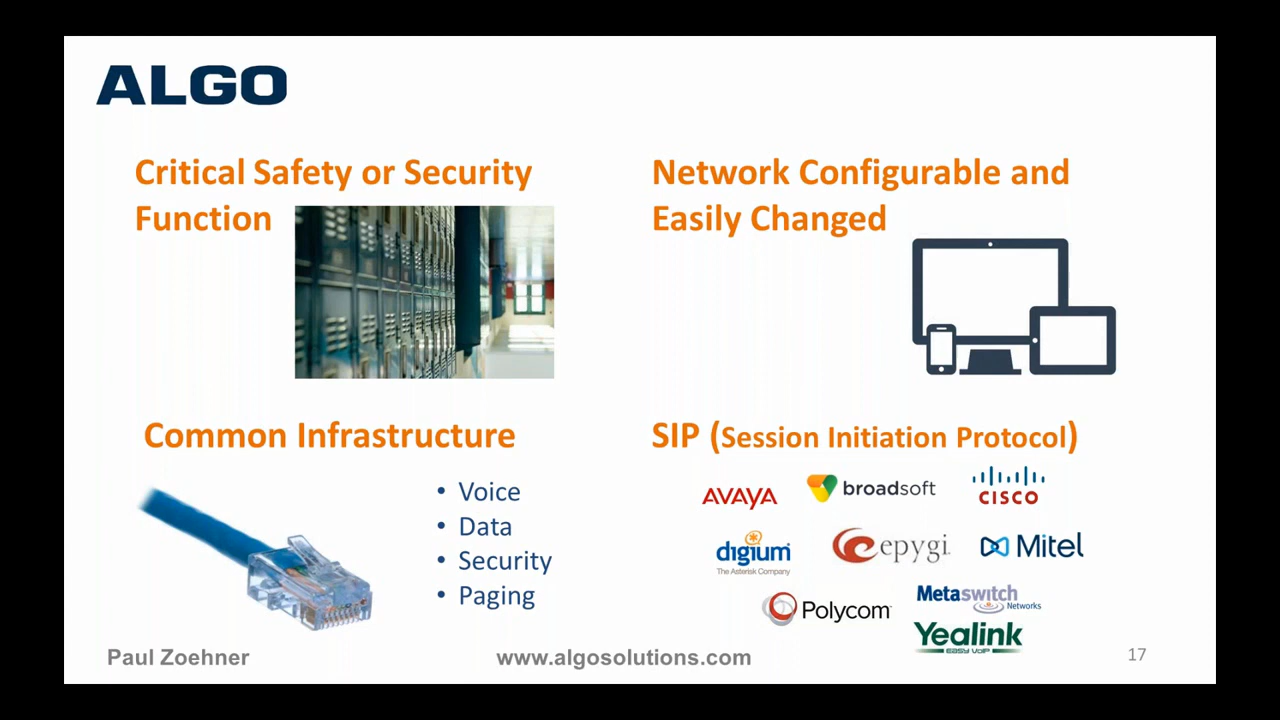 ALGO
Critical Safety or Security
Function
Network Configurable and
Easily Changed
Common Infrastructure
• Voice
• Data
• Security
• Paging
SIP (Session Initiation Protocol)
AVAYA
broadsoft
CISCO
digium
The Asterisk Company
epygi
Mitel
Polycom
Metaswitch
Networks
Yealink
EASY VoIP
Paul Zoehner
www.algosolutions.com
17